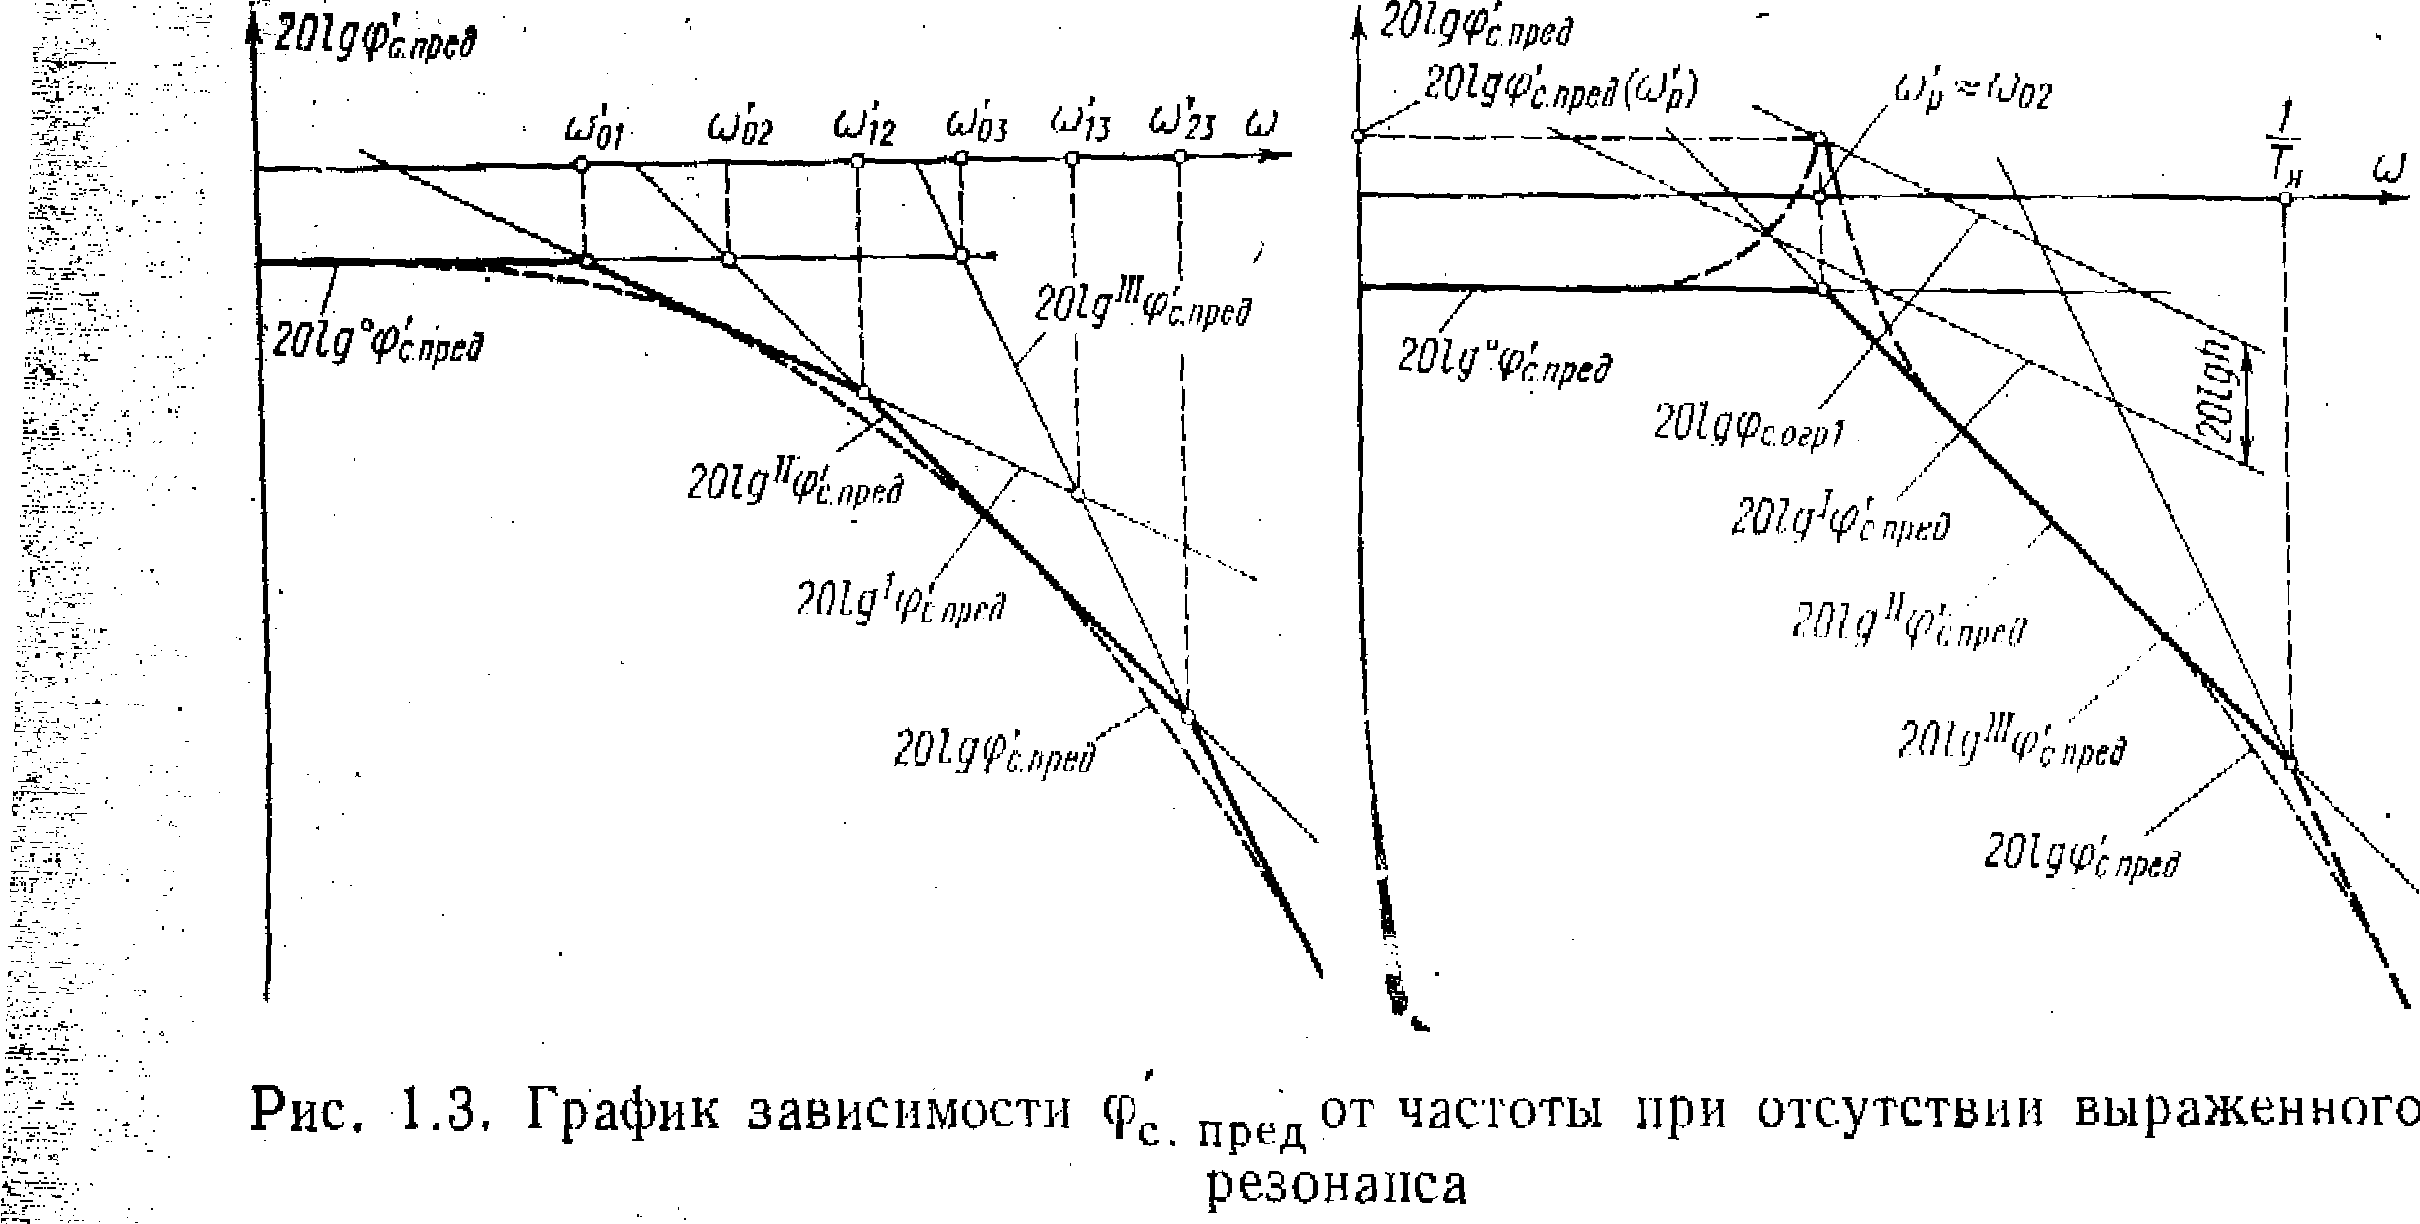 20lgφ′с.пред
ω′01 ω′02 ω′12 ω′03 ω′13 ω′23 ω
20lg°φ′с.пред
20lgIIIφ′с.пред
20lgIIφ′с.пред
20lgIφ′с.пред
20lgφ′с.пред
20lgφ′с.пред
20lgφ′с.пред(ω′р)
ω′р ≈ ω02
1/Tн
ω
20lg°φ′с.пред
20lgh
20lgφс.огр1
20lgIφ′с.пред
20lgIIφ′с.пред
20lgIIIφ′с.пред
20lgφ′с.пред
Рис. 1.3. График зависимости φ′с. пред от частоты при отсутствии выраженного
резонанса